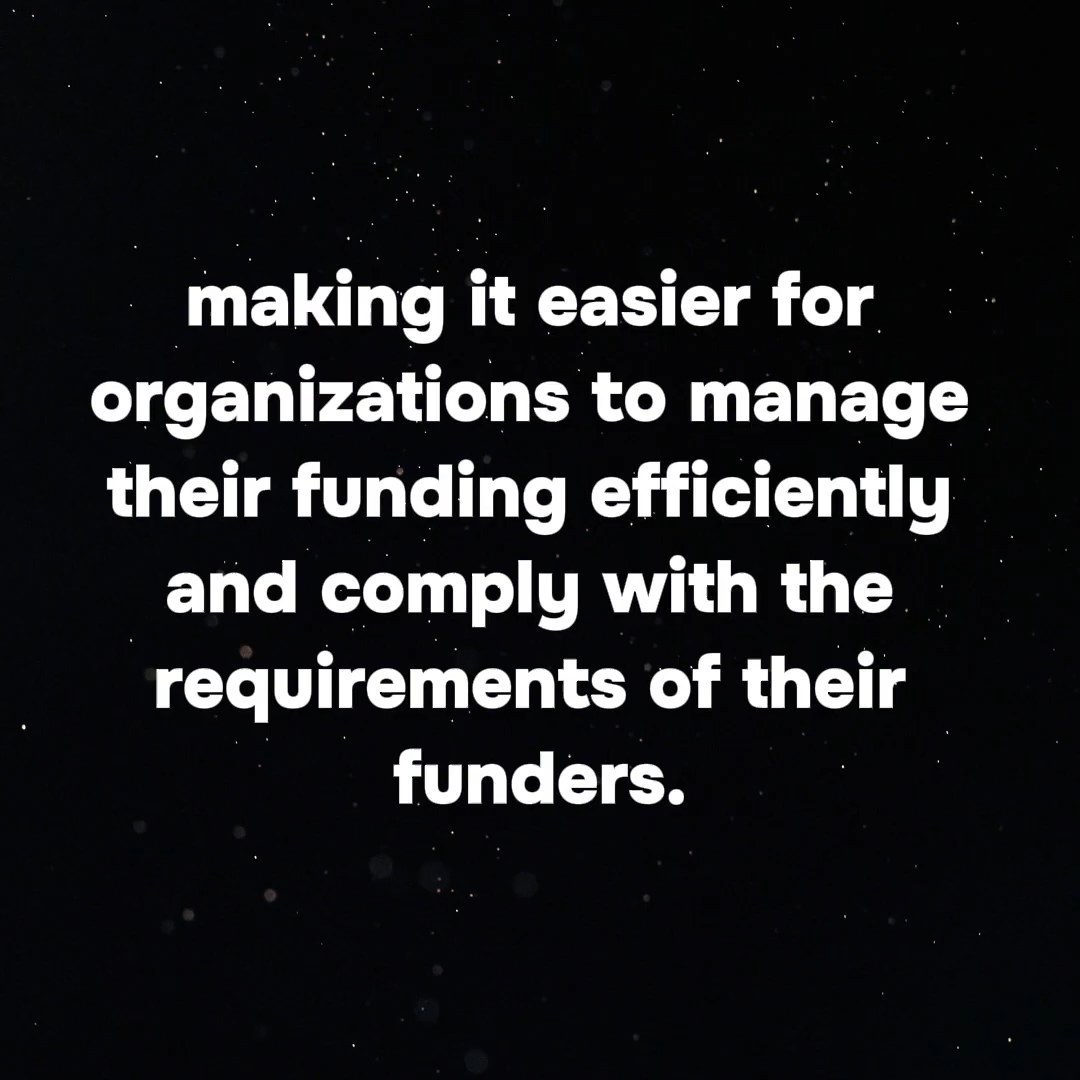 making it easier for
organizations to manage
their funding efficiently
and comply with the
requirements of their
funders.